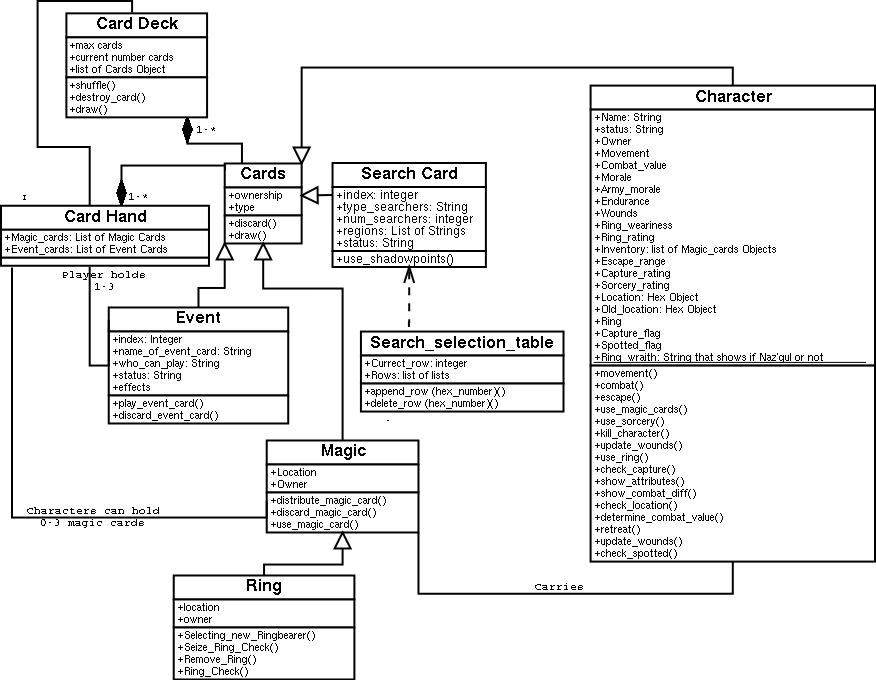 Card Deck
+max cards
+current number cards
+list of Cards Object
+shuffle()
+destroy_card()
+draw()
1-*
1-*
I
Card Hand
+Magic_cards: List of Magic Cards
+Event_cards: List of Event Cards
Player holds
1-3
Cards
+ownership
+type
+discard()
+draw()
Search Card
+index: integer
+type_searchers: String
+num_searchers: integer
+regions: List of Strings
+status: String
+use_shadowpoints()
Character
+Name: String
+status: String
+Owner
+Movement
+Combat_value
+Morale
+Army_morale
+Endurance
+Wounds
+Ring_weariness
+Ring_rating
+Inventory: list of Magic_cards Objects
+Escape_range
+Capture_rating
+Sorcery_rating
+Location: Hex Object
+Old_location: Hex Object
+Ring
+Capture_flag
+Spotted_flag
+Ring_wraith: String that shows if Naz'gul or not
+movement()
+combat()
+escape()
+use_magic_cards()
+use_sorcery()
+kill_character()
+update_wounds()
+use_ring()
+check_capture()
+show_attributes()
+show_combat_diff()
+check_location()
+determine_combat_value()
+retreat()
+update_wounds()
+check_spotted()
Event
+index: Integer
+name_of_event_card: String
+who_can_play: String
+status: String
+effects
+play_event_card()
+discard_event_card()
Search_selection_table
+Currect_row: integer
+Rows: list of lists
+append_row (hex_number)()
+delete_row (hex_number)()
Magic
+Location
+Owner
+distribute_magic_card()
+discard_magic_card()
+use_magic_card()
Characters can hold
0-3 magic cards
Carries
Ring
+location
+owner
+Selecting_new_Ringbearer()
+Seize_Ring_Check()
+Remove_Ring()
+Ring_Check()